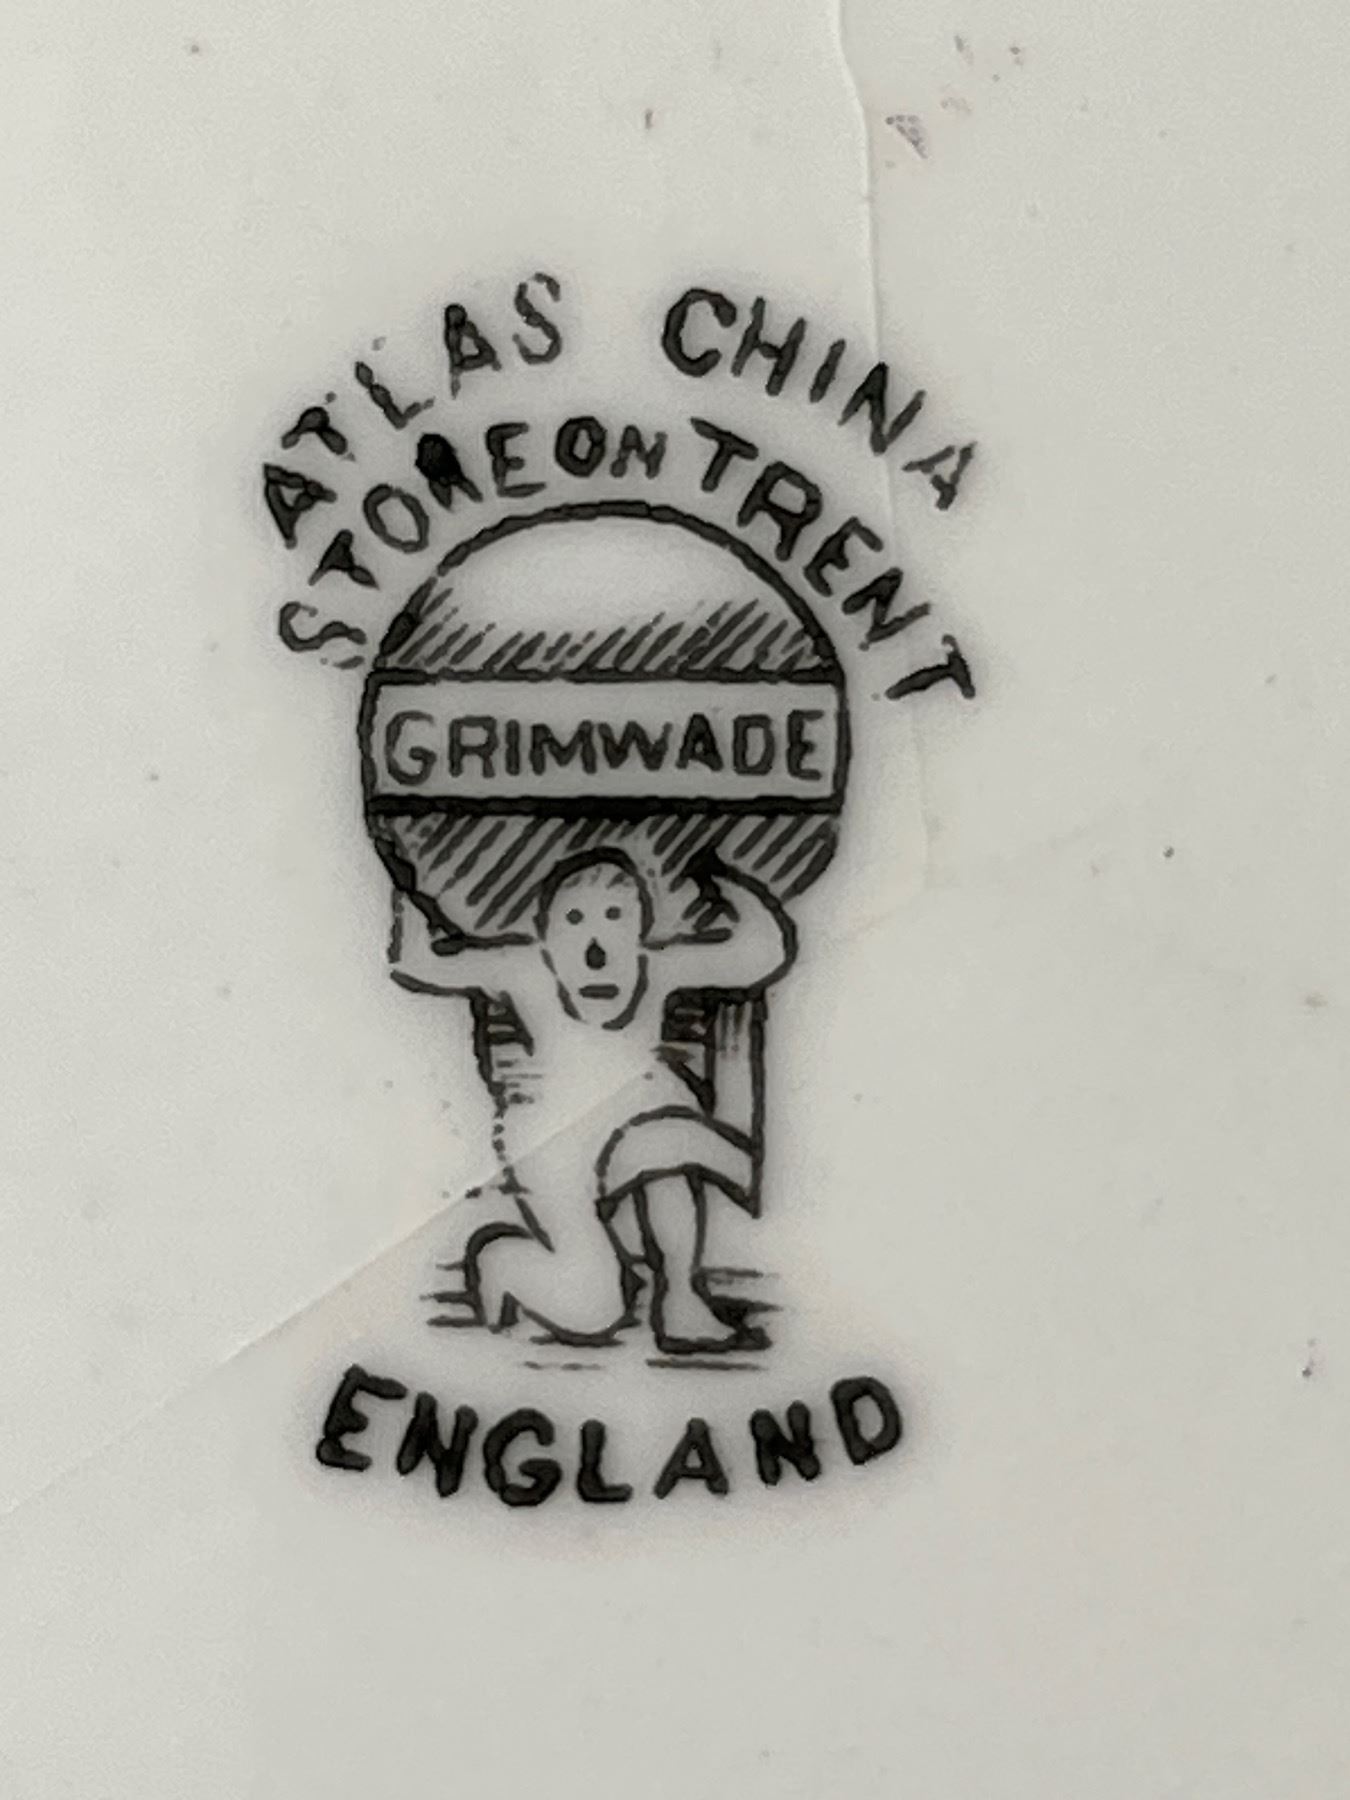 ATLAS CHINA
STOKE ON TRENT
GRIMWADE
ENGLAND